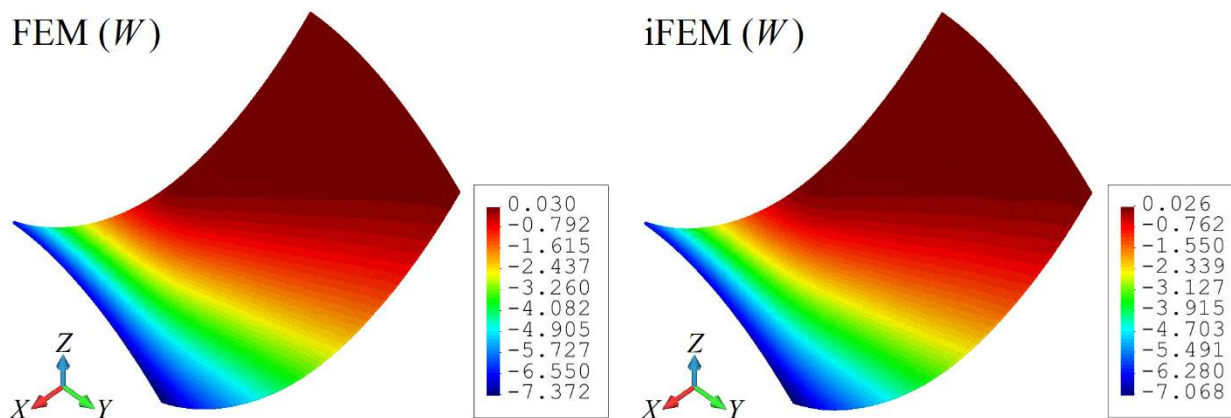 FEM (W)
0.030
-0.792
-1.615
-2.437
-3.260
-4.082
-4.905
-5.727
-6.550
-7.372
Z
X
Y
iFEM (W)
0.026
-0.762
-1.550
-2.339
-3.127
-3.915
-4.703
-5.491
-6.280
-7.068
Z
X
Y